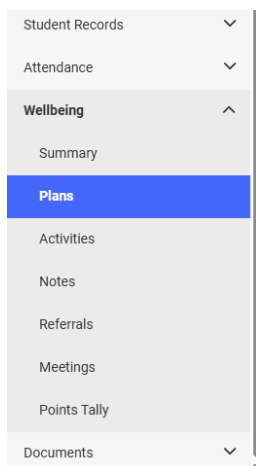 Student Records
Attendance
Wellbeing
Summary
Plans
Activities
Notes
Referrals
Meetings
Points Tally
Documents